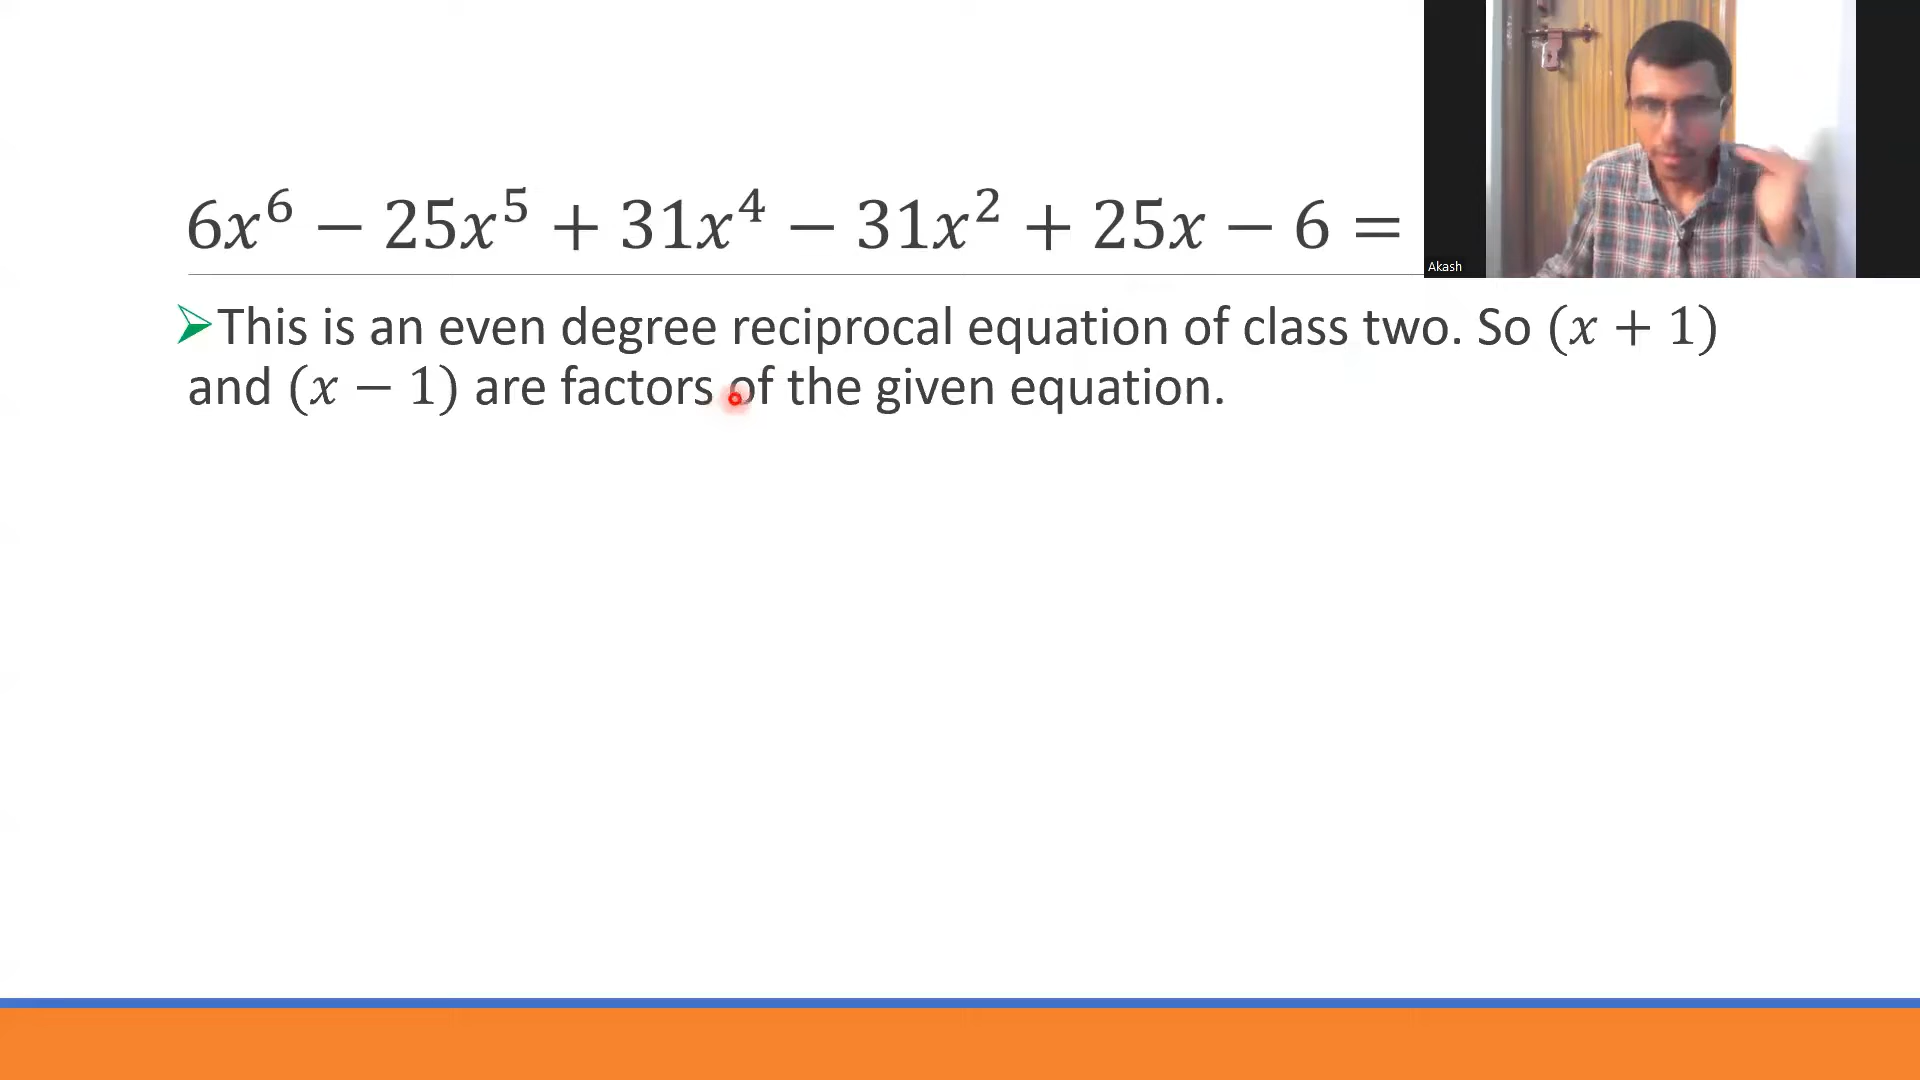 6x⁶ − 25x⁵ + 31x⁴ − 31x² + 25x − 6 =
Akash
This is an even degree reciprocal equation of class two. So (x + 1)
and (x − 1) are factors of the given equation.